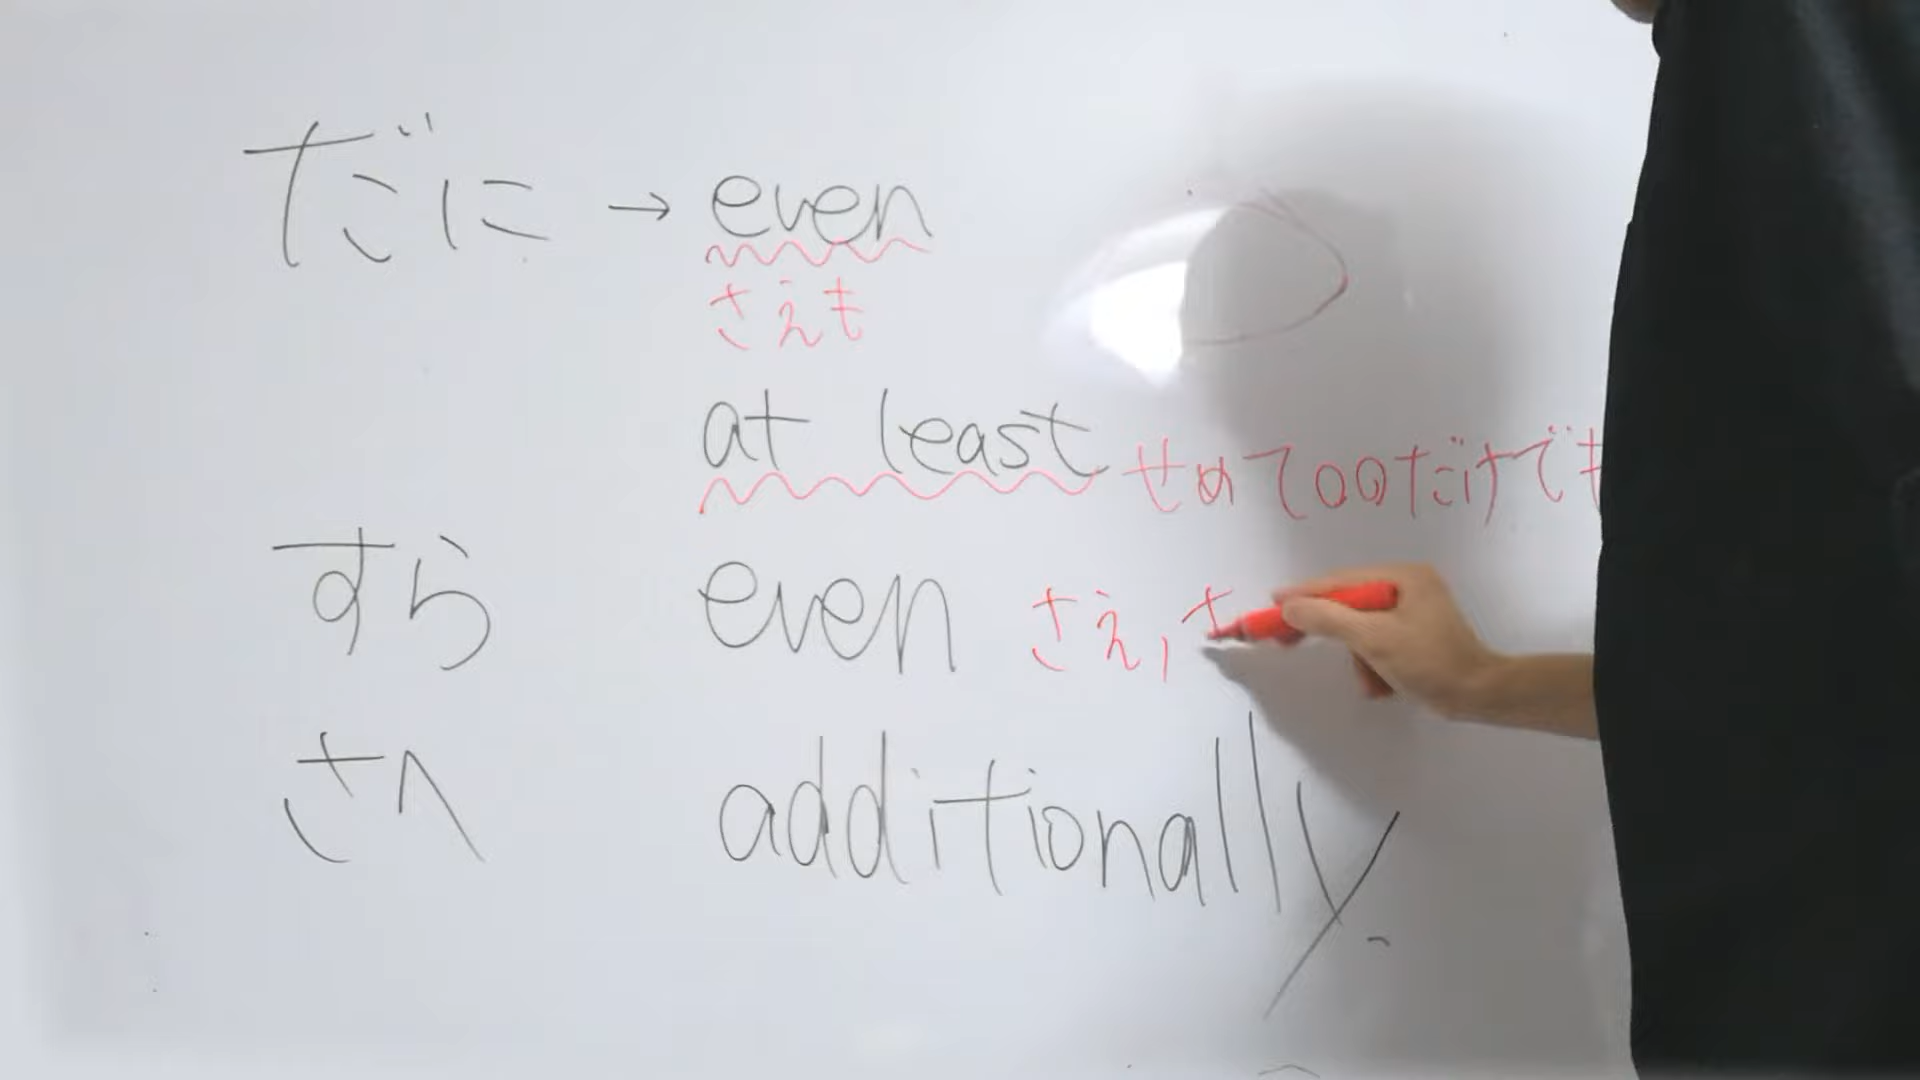 だに → even
さえも
at least せめて〇〇だけでも
すら even さえ, さ
さへ additionally.